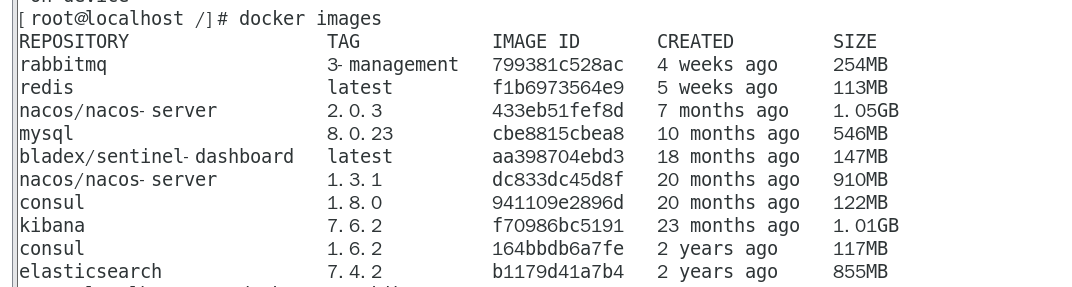 [root@localhost /]# docker images
REPOSITORY TAG IMAGE ID CREATED SIZE
rabbitmq 3-management 799381c528ac 4 weeks ago 254MB
redis latest f1b6973564e9 5 weeks ago 113MB
nacos/nacos-server 2.0.3 433eb51fef8d 7 months ago 1.05GB
mysql 8.0.23 cbe8815cbea8 10 months ago 546MB
bladex/sentinel-dashboard latest aa398704ebd3 18 months ago 147MB
nacos/nacos-server 1.3.1 dc833dc45d8f 20 months ago 910MB
consul 1.8.0 941109e2896d 20 months ago 122MB
kibana 7.6.2 f70986bc5191 23 months ago 1.01GB
consul 1.6.2 164bbdb6a7fe 2 years ago 117MB
elasticsearch 7.4.2 b1179d41a7b4 2 years ago 855MB